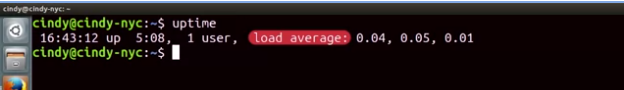 cindy@cindy-nyc: ~
cindy@cindy-nyc:~$ uptime
16:43:12 up  5:08,  1 user,  load average: 0.04, 0.05, 0.01
cindy@cindy-nyc:~$